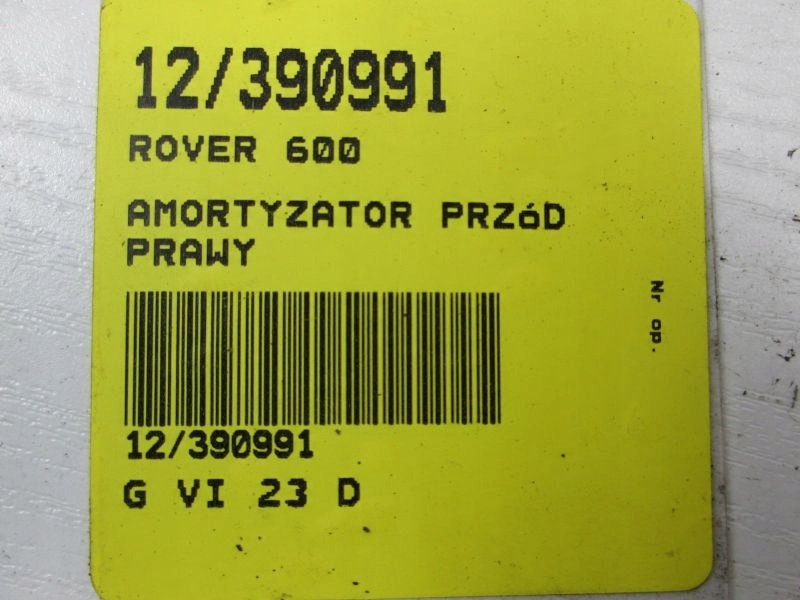 12/390991
ROVER 600
AMORTYZATOR PRZóD
PRAWY
Nr op.
12/390991
G VI 23 D